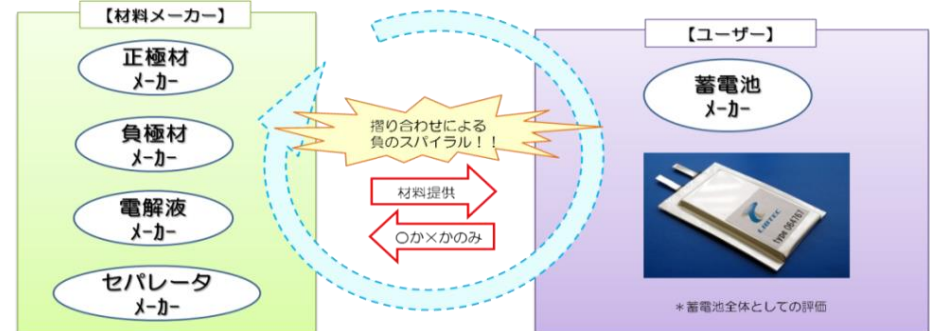 【材料メーカー】
正極材
ﾒｰｶｰ
負極材
ﾒｰｶｰ
電解液
ﾒｰｶｰ
セパレータ
ﾒｰｶｰ
摺り合わせによる
負のスパイラル！！
材料提供
〇か×かのみ
【ユーザー】
蓄電池
ﾒｰｶｰ
LIBTEC
type 064767
＊蓄電池全体としての評価